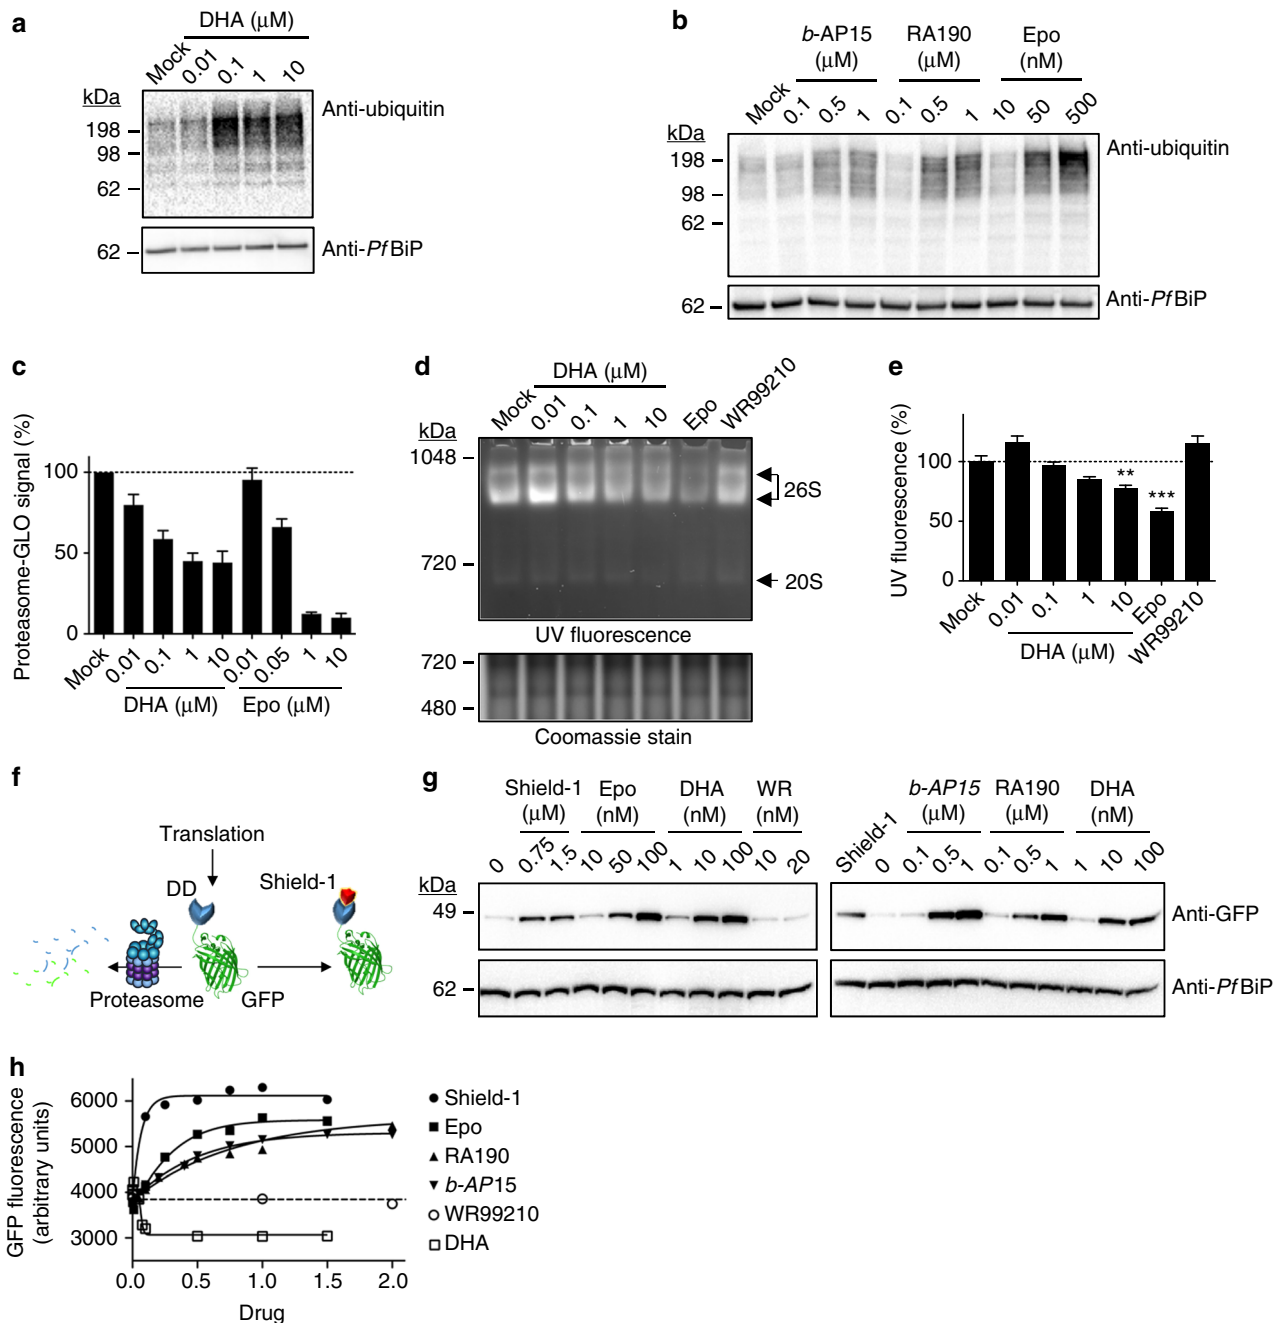 a
DHA (μM)
Mock 0.01 0.1 1 10
kDa
198
98
62
Anti-ubiquitin
62
Anti-PfBiP
b
b-AP15 (μM) RA190 (μM) Epo (nM)
Mock 0.1 0.5 1 0.1 0.5 1 10 50 500
kDa
198
98
62
Anti-ubiquitin
62
Anti-PfBiP
c
Proteasome-GLO signal (%)
100
50
0
Mock 0.01 0.1 1 10 0.01 0.05 1 10
DHA (μM) Epo (μM)
d
DHA (μM)
Mock 0.01 0.1 1 10 Epo WR99210
kDa
1048
720
26S
20S
UV fluorescence
720
480
Coomassie stain
e
UV fluorescence (%)
100
50
0
** ***
Mock 0.01 0.1 1 10 Epo WR99210
DHA (μM)
f
Translation
DD
Shield-1
Proteasome
GFP
g
Shield-1 (μM) Epo (nM) DHA (nM) WR (nM)
0 0.75 1.5 10 50 100 1 10 100 10 20
b-AP15 (μM) RA190 (μM) DHA (nM)
Shield-1 0 0.1 0.5 1 0.1 0.5 1 1 10 100
kDa
49
Anti-GFP
62
Anti-PfBiP
h
GFP fluorescence
(arbitrary units)
6000
5000
4000
3000
0.0 0.5 1.0 1.5 2.0
Drug
Shield-1
Epo
RA190
b-AP15
WR99210
DHA